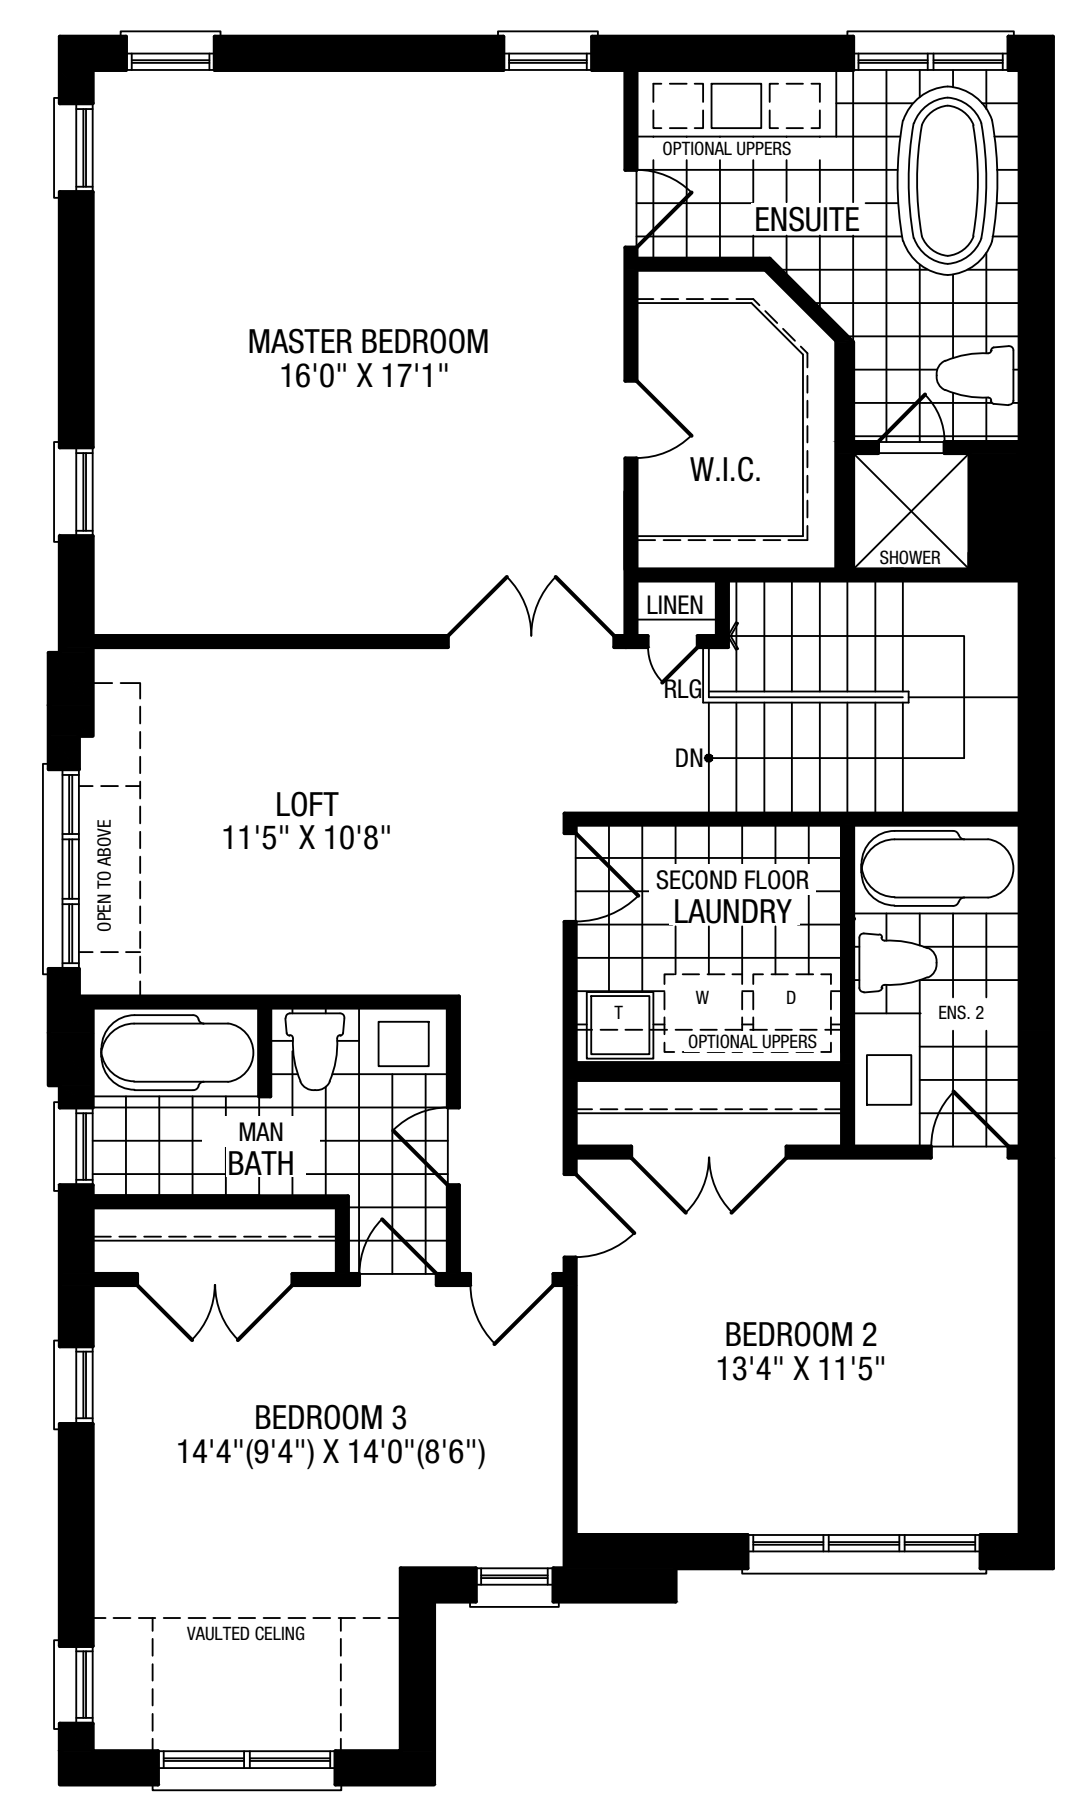 OPTIONAL UPPERS
ENSUITE
MASTER BEDROOM
16'0" X 17'1"
W.I.C.
SHOWER
LINEN
RLG
DN
LOFT
11'5" X 10'8"
OPEN TO ABOVE
SECOND FLOOR
LAUNDRY
W
D
T
OPTIONAL UPPERS
ENS. 2
MAN
BATH
BEDROOM 2
13'4" X 11'5"
BEDROOM 3
14'4"(9'4") X 14'0"(8'6")
VAULTED CELING